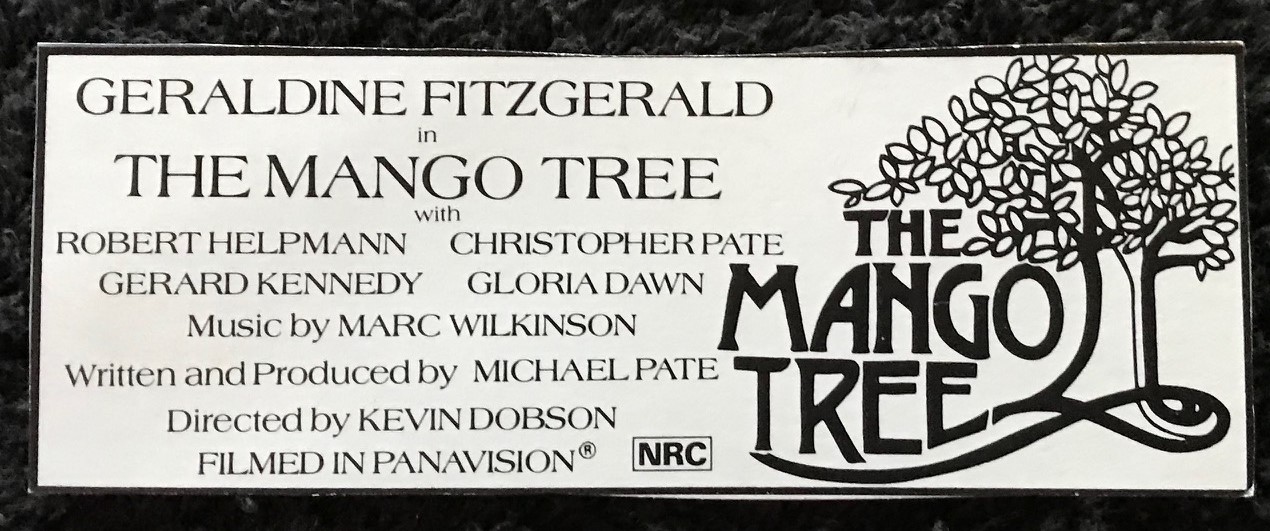 GERALDINE FITZGERALD
in
THE MANGO TREE
with
ROBERT HELPMANN CHRISTOPHER PATE
GERARD KENNEDY GLORIA DAWN
Music by MARC WILKINSON
Written and Produced by MICHAEL PATE
Directed by KEVIN DOBSON
FILMED IN PANAVISION® NRC
THE
MANGO
TREE